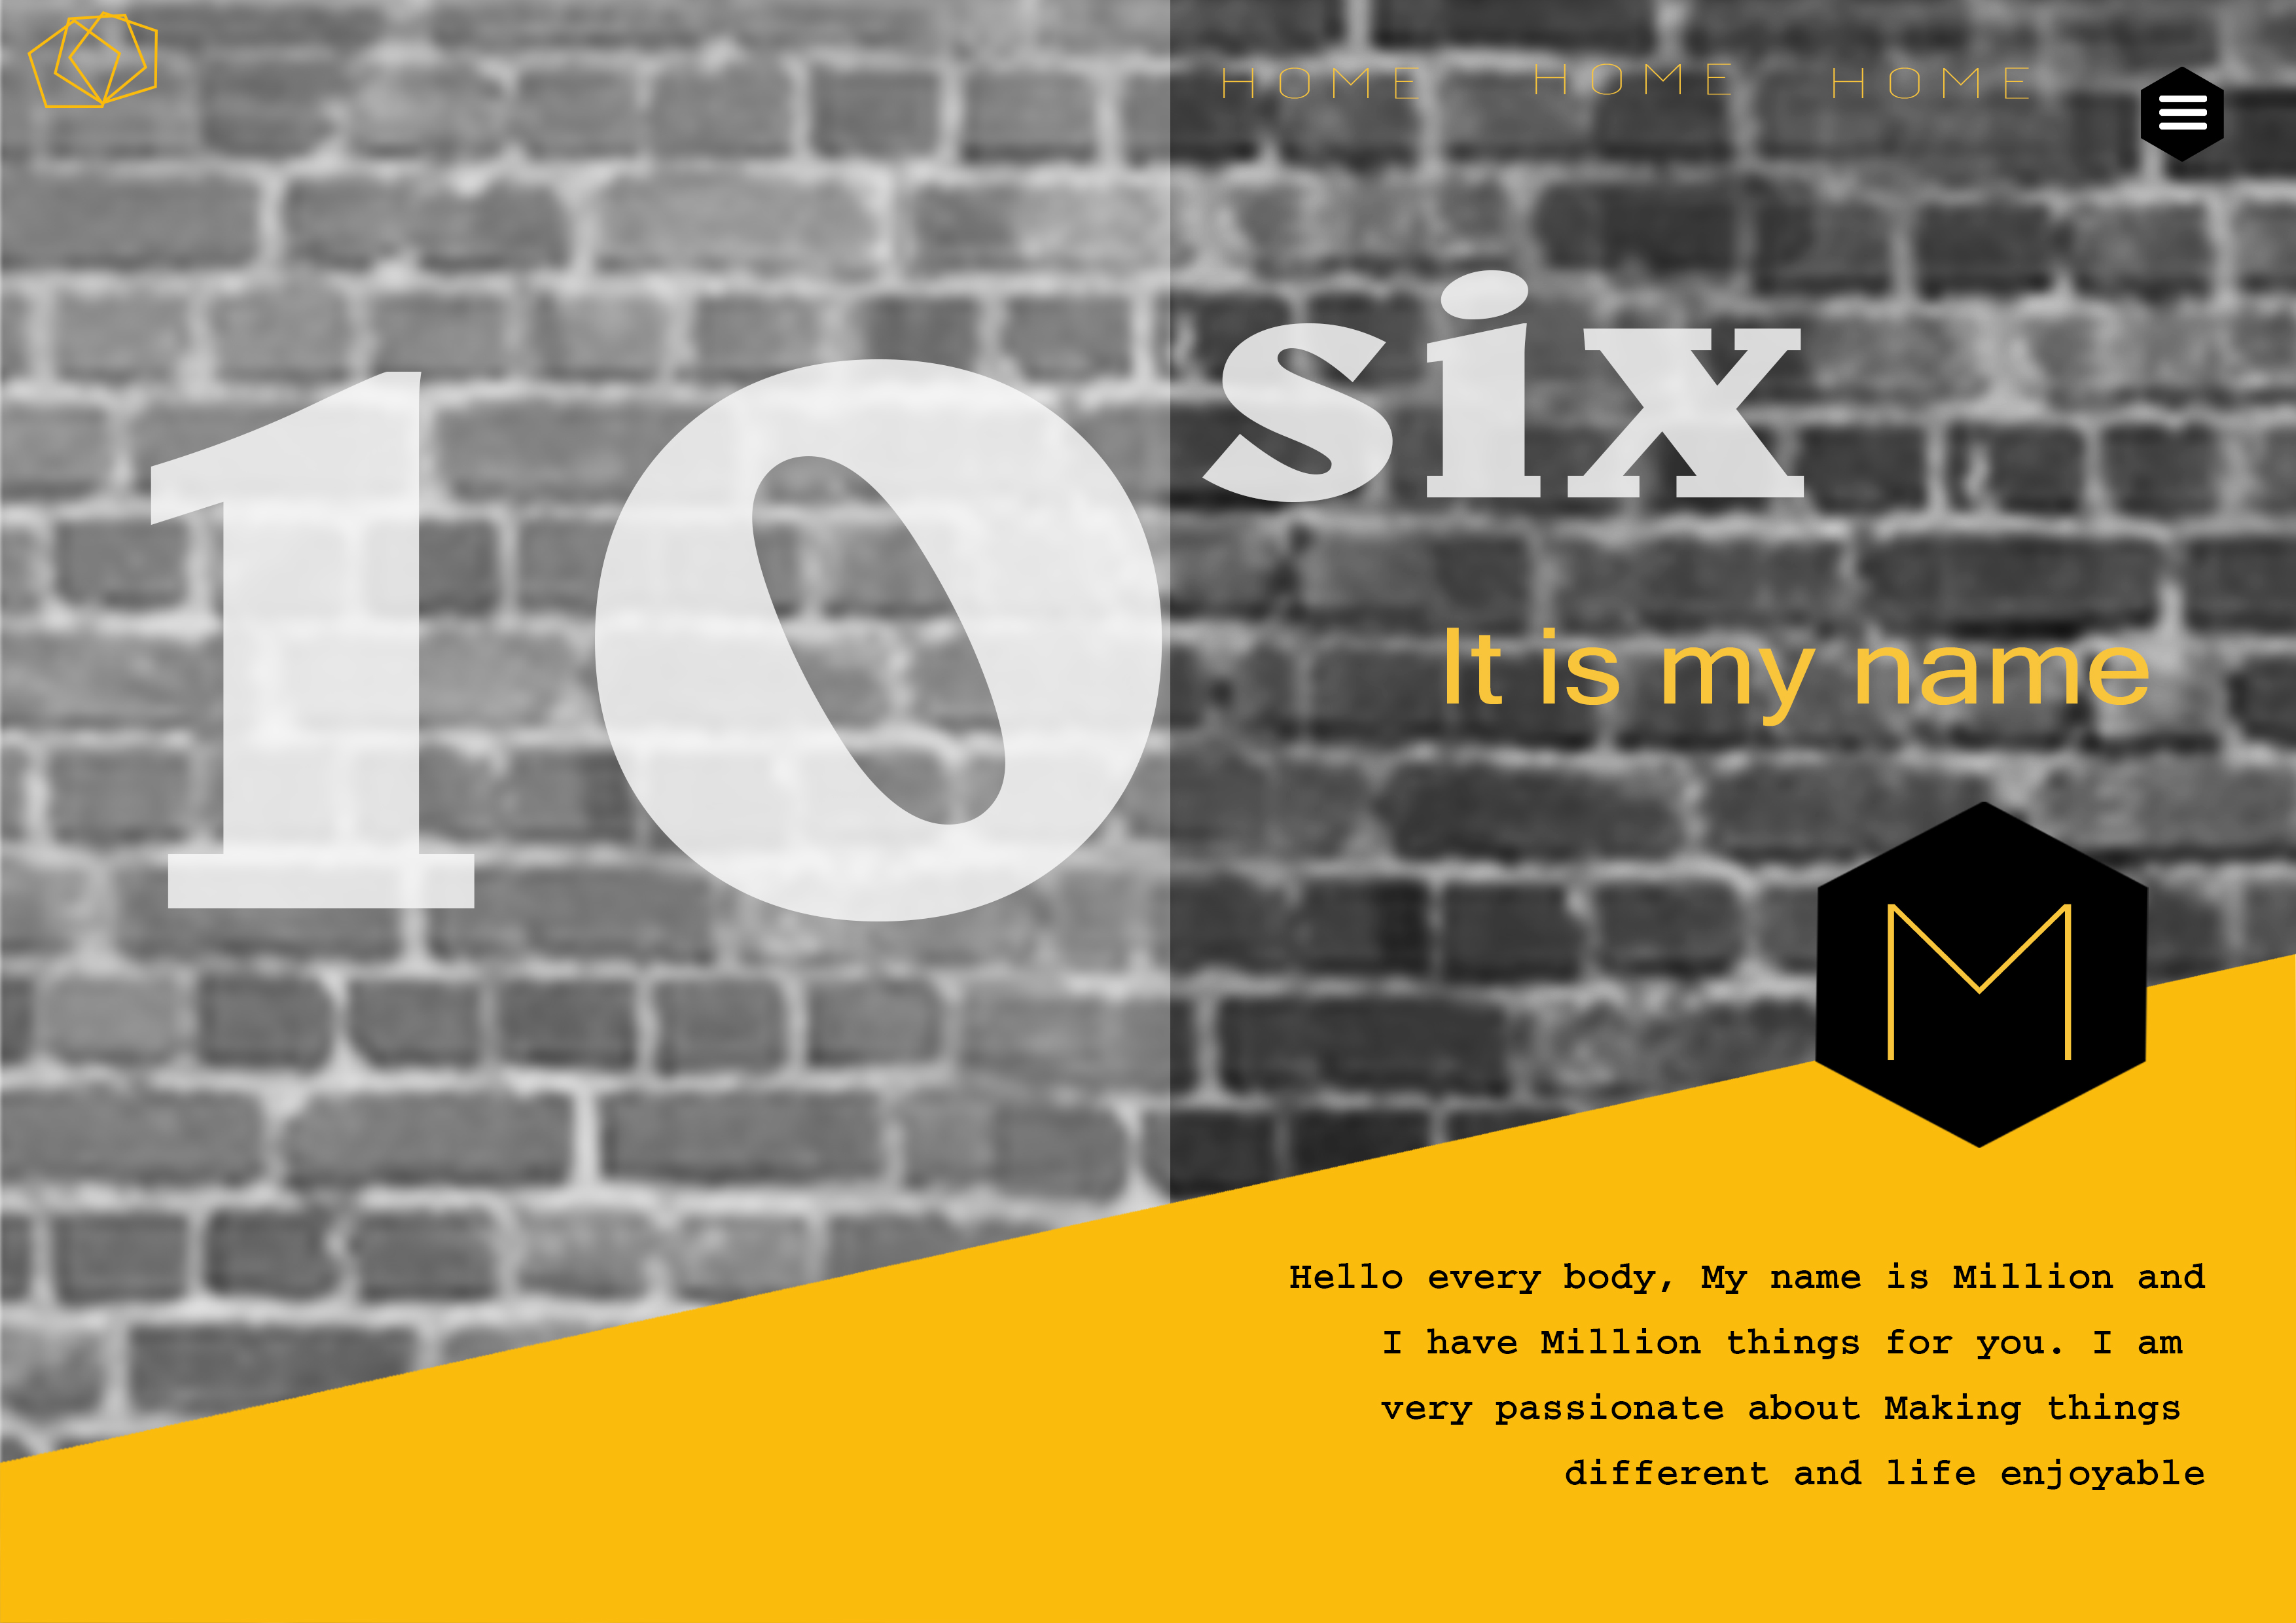 HOME HOME HOME
10 six
It is my name
M
Hello every body, My name is Million and
I have Million things for you. I am
very passionate about Making things
different and life enjoyable